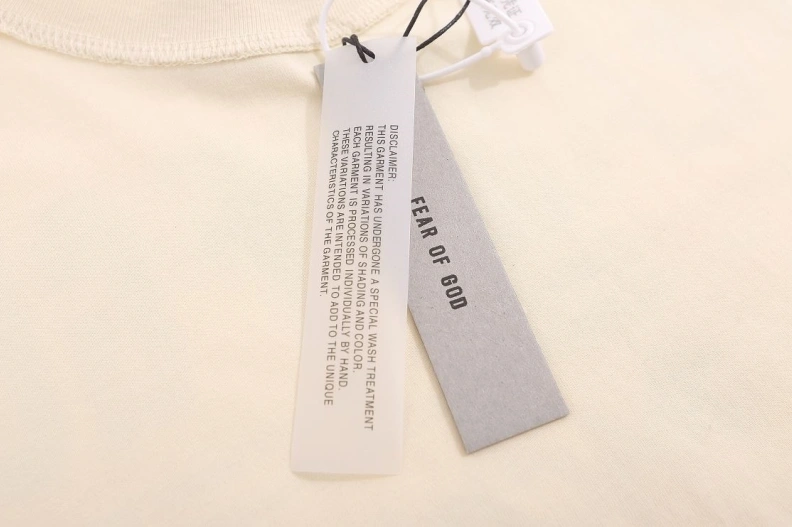 DISCLAIMER:
THIS GARMENT HAS UNDERGONE A SPECIAL WASH TREATMENT
RESULTING IN VARIATIONS OF SHADING AND COLOR.
EACH GARMENT IS PROCESSED INDIVIDUALLY BY HAND.
THESE VARIATIONS ARE INTENDED TO ADD TO THE UNIQUE
CHARACTERISTICS OF THE GARMENT.
FEAR OF GOD